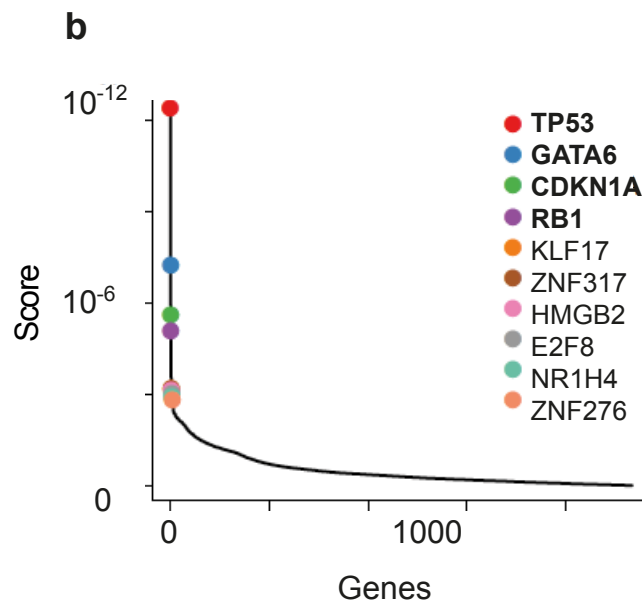 b
10-12
10-6
0
Score
0
1000
Genes
TP53
GATA6
CDKN1A
RB1
KLF17
ZNF317
HMGB2
E2F8
NR1H4
ZNF276